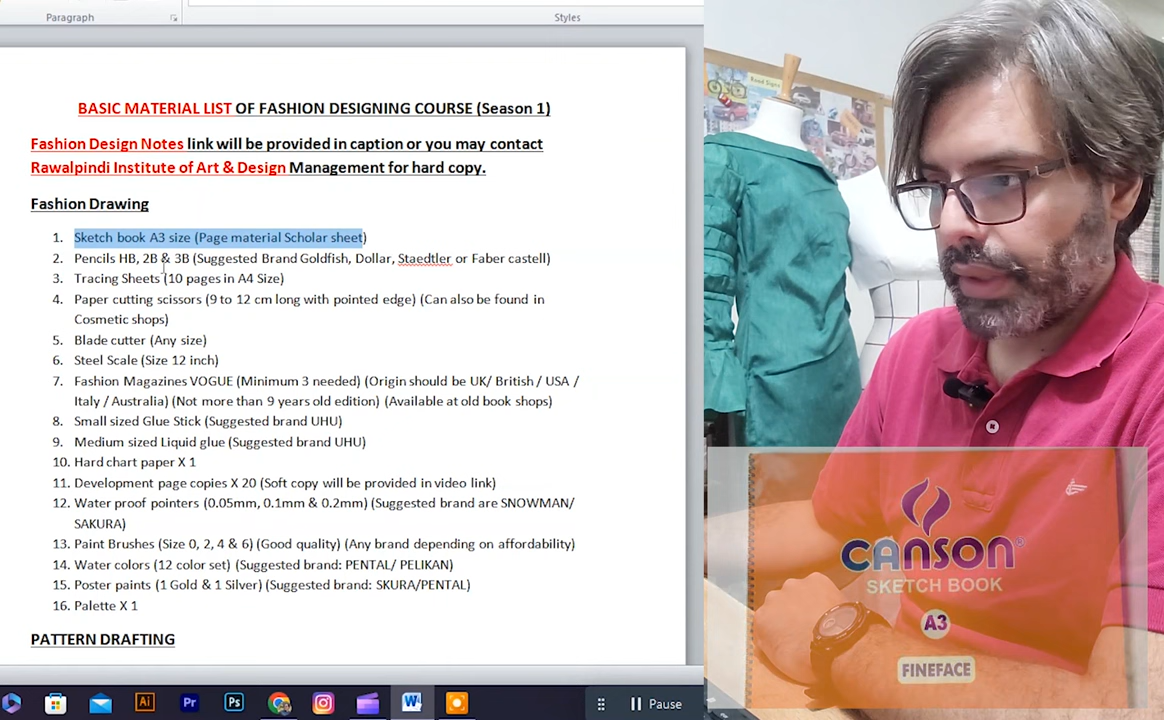 Paragraph
Styles
BASIC MATERIAL LIST OF FASHION DESIGNING COURSE (Season 1)
Fashion Design Notes link will be provided in caption or you may contact
Rawalpindi Institute of Art & Design Management for hard copy.
Fashion Drawing
1. Sketch book A3 size (Page material Scholar sheet)
2. Pencils HB, 2B & 3B (Suggested Brand Goldfish, Dollar, Staedtler or Faber castell)
3. Tracing Sheets (10 pages in A4 Size)
4. Paper cutting scissors (9 to 12 cm long with pointed edge) (Can also be found in
Cosmetic shops)
5. Blade cutter (Any size)
6. Steel Scale (Size 12 inch)
7. Fashion Magazines VOGUE (Minimum 3 needed) (Origin should be UK/ British / USA /
Italy / Australia) (Not more than 9 years old edition) (Available at old book shops)
8. Small sized Glue Stick (Suggested brand UHU)
9. Medium sized Liquid glue (Suggested brand UHU)
10. Hard chart paper X 1
11. Development page copies X 20 (Soft copy will be provided in video link)
12. Water proof pointers (0.05mm, 0.1mm & 0.2mm) (Suggested brand are SNOWMAN/
SAKURA)
13. Paint Brushes (Size 0, 2, 4 & 6) (Good quality) (Any brand depending on affordability)
14. Water colors (12 color set) (Suggested brand: PENTAL/ PELIKAN)
15. Poster paints (1 Gold & 1 Silver) (Suggested brand: SKURA/PENTAL)
16. Palette X 1
PATTERN DRAFTING
Road Signs
CANSON
SKETCH BOOK
A3
FINEFACE
Ai
Pr
Ps
W
Pause